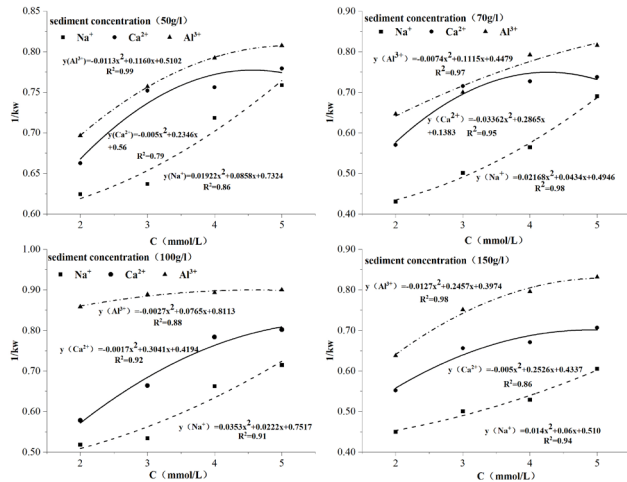 sediment concentration（50g/l）
■ Na⁺ ● Ca²⁺ ▲ Al³⁺
y(Al³⁺)=-0.0113x²+0.1160x+0.5102
R²=0.99
y(Ca²⁺)=-0.005x²+0.2346x
+0.56
R²=0.79
y(Na⁺)=0.01922x²+0.0858x+0.7324
R²=0.86
0.85
0.80
0.75
0.70
0.65
0.60
1/kw
2 3 4 5
C (mmol/L)
sediment concentration（70g/l）
■ Na⁺ ● Ca²⁺ ▲ Al³⁺
y（Al³⁺）=-0.0074x²+0.1115x+0.4479
R²=0.97
y（Ca²⁺）=-0.03362x²+0.2865x
+0.1383
R²=0.95
y（Na⁺）=0.02168x²+0.0434x+0.4946
R²=0.98
0.90
0.80
0.70
0.60
0.50
0.40
1/kw
2 3 4 5
C (mmol/L)
sediment concentration（100g/l）
■ Na⁺ ● Ca²⁺ ▲ Al³⁺
y（Al³⁺）=-0.0027x²+0.0765x+0.8113
R²=0.88
y（Ca²⁺）=-0.0017x²+0.3041x+0.4194
R²=0.92
y（Na⁺）=0.0353x²+0.0222x+0.7517
R²=0.91
1.00
0.90
0.80
0.70
0.60
0.50
1/kw
2 3 4 5
C (mmol/L)
sediment concentration（150g/l）
■ Na⁺ ● Ca²⁺ ▲ Al³⁺
y（Al³⁺）=-0.0127x²+0.2457x+0.3974
R²=0.98
y（Ca²⁺）=-0.005x²+0.2526x+0.4337
R²=0.86
y（Na⁺）=0.014x²+0.06x+0.510
R²=0.94
0.90
0.80
0.70
0.60
0.50
0.40
1/kw
2 3 4 5
C (mmol/L)